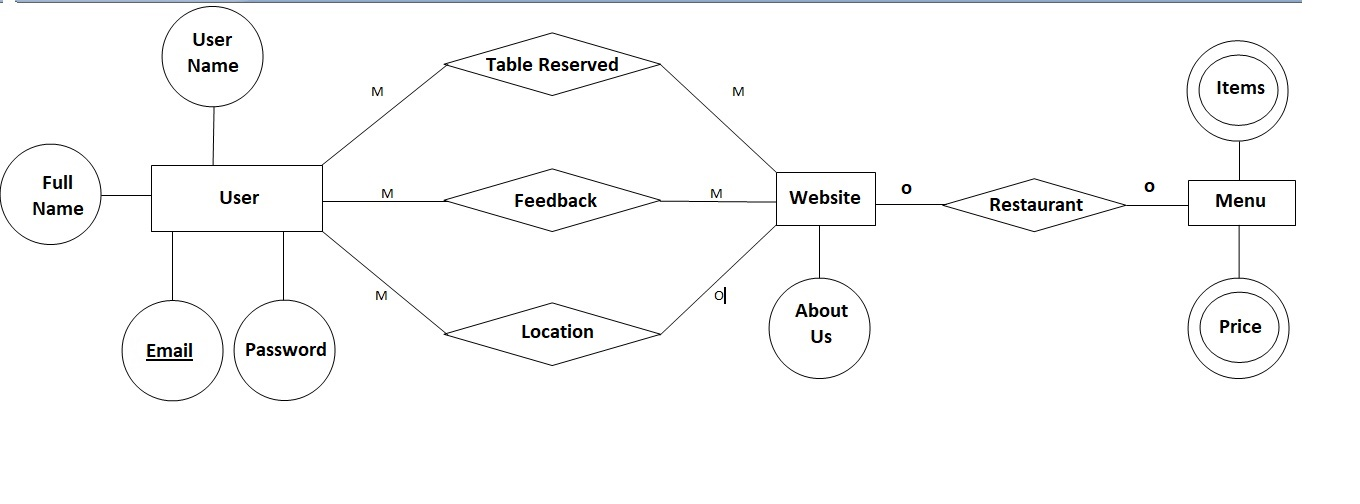 User
Name
Table Reserved
M
M
Items
Full
Name
User
M
Feedback
M
Website
o
Restaurant
o
Menu
M
Location
O
About
Us
Email
Password
Price